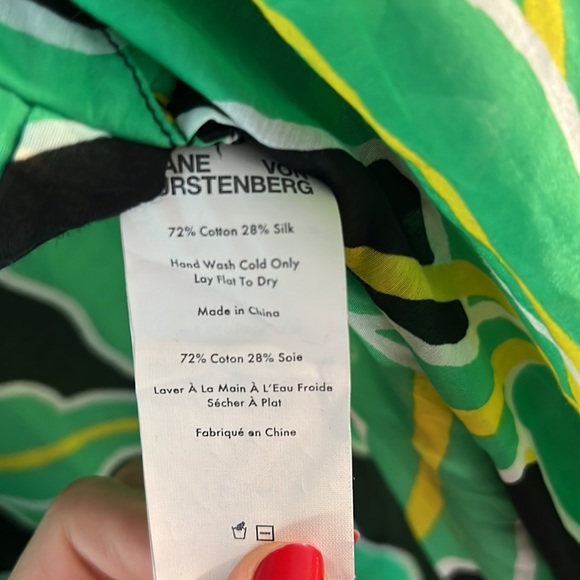 ANE VON
URSTENBERG
72% Cotton 28% Silk
Hand Wash Cold Only
Lay Flat To Dry
Made in China
72% Coton 28% Soie
Laver À La Main À L'Eau Froide
Sécher À Plat
Fabriqué en Chine